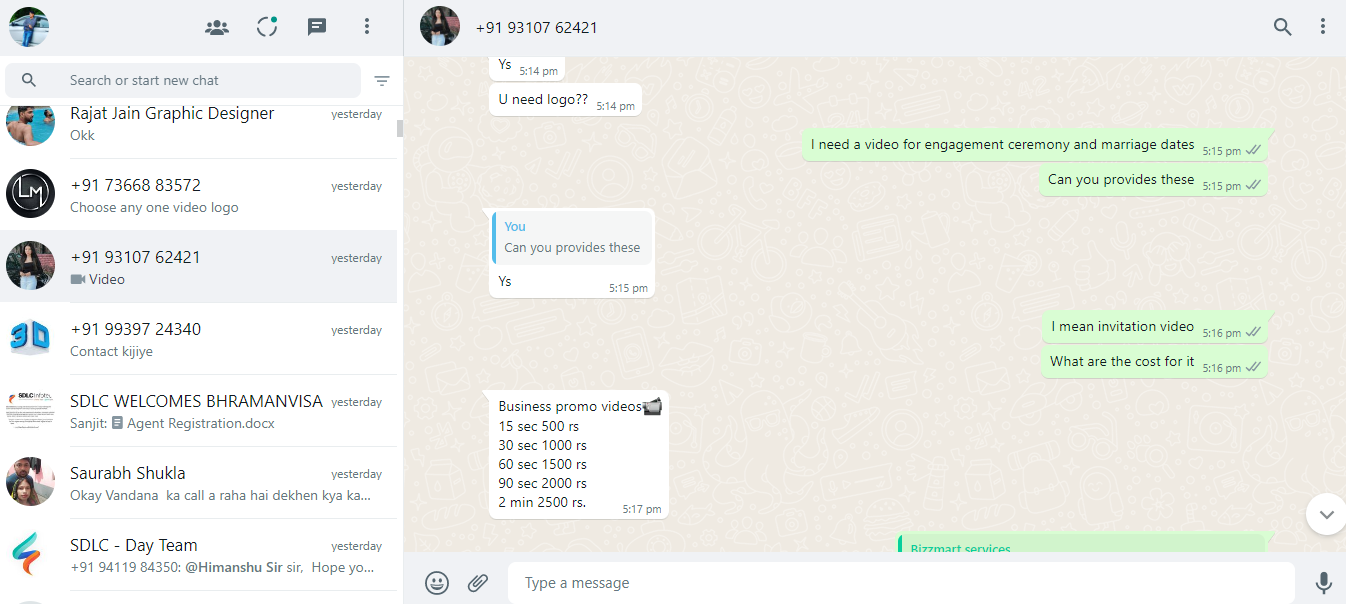 Search or start new chat
Rajat Jain Graphic Designer yesterday
Okk
LM
+91 73668 83572 yesterday
Choose any one video logo
+91 93107 62421 yesterday
Video
3D
+91 99397 24340 yesterday
Contact kijiye
SDLC Infotec
SDLC WELCOMES BHRAMANVISA yesterday
Sanjit: Agent Registration.docx
Saurabh Shukla yesterday
Okay Vandana ka call a raha hai dekhen kya ka...
SDLC - Day Team yesterday
+91 94119 84350: @Himanshu Sir sir, Hope yo...
+91 93107 62421
Ys 5:14 pm
U need logo?? 5:14 pm
I need a video for engagement ceremony and marriage dates 5:15 pm
Can you provides these 5:15 pm
You
Can you provides these
Ys 5:15 pm
I mean invitation video 5:16 pm
What are the cost for it 5:16 pm
Business promo videos
15 sec 500 rs
30 sec 1000 rs
60 sec 1500 rs
90 sec 2000 rs
2 min 2500 rs. 5:17 pm
Bizzmart services
Type a message